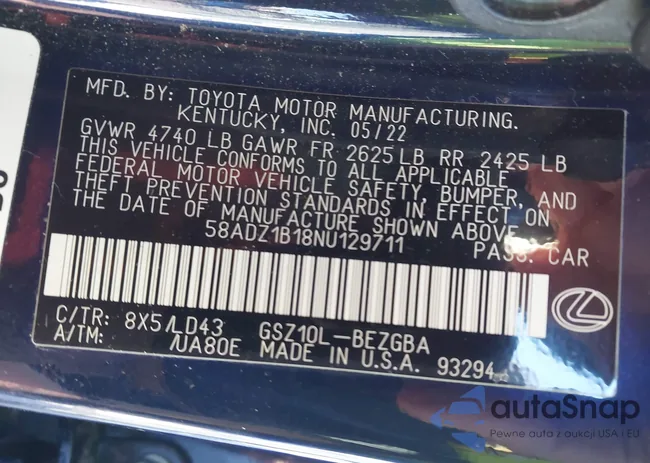 MFD. BY: TOYOTA MOTOR MANUFACTURING.
KENTUCKY, INC. 05/22
GVWR 4740 LB GAWR FR 2625 LB RR 2425 LB
THIS VEHICLE CONFORMS TO ALL APPLICABLE
FEDERAL MOTOR VEHICLE SAFETY, BUMPER, AND
THEFT PREVENTION STANDARDS IN EFFECT ON
THE DATE OF MANUFACTURE SHOWN ABOVE.
58ADZ1B18NU129711 PASS. CAR
C/TR: 8X5/LD43 GSZ10L-BEZGBA
A/TM: /UA80E MADE IN U.S.A. 93294
autaSnap
Pewne auta z aukcji USA i EU